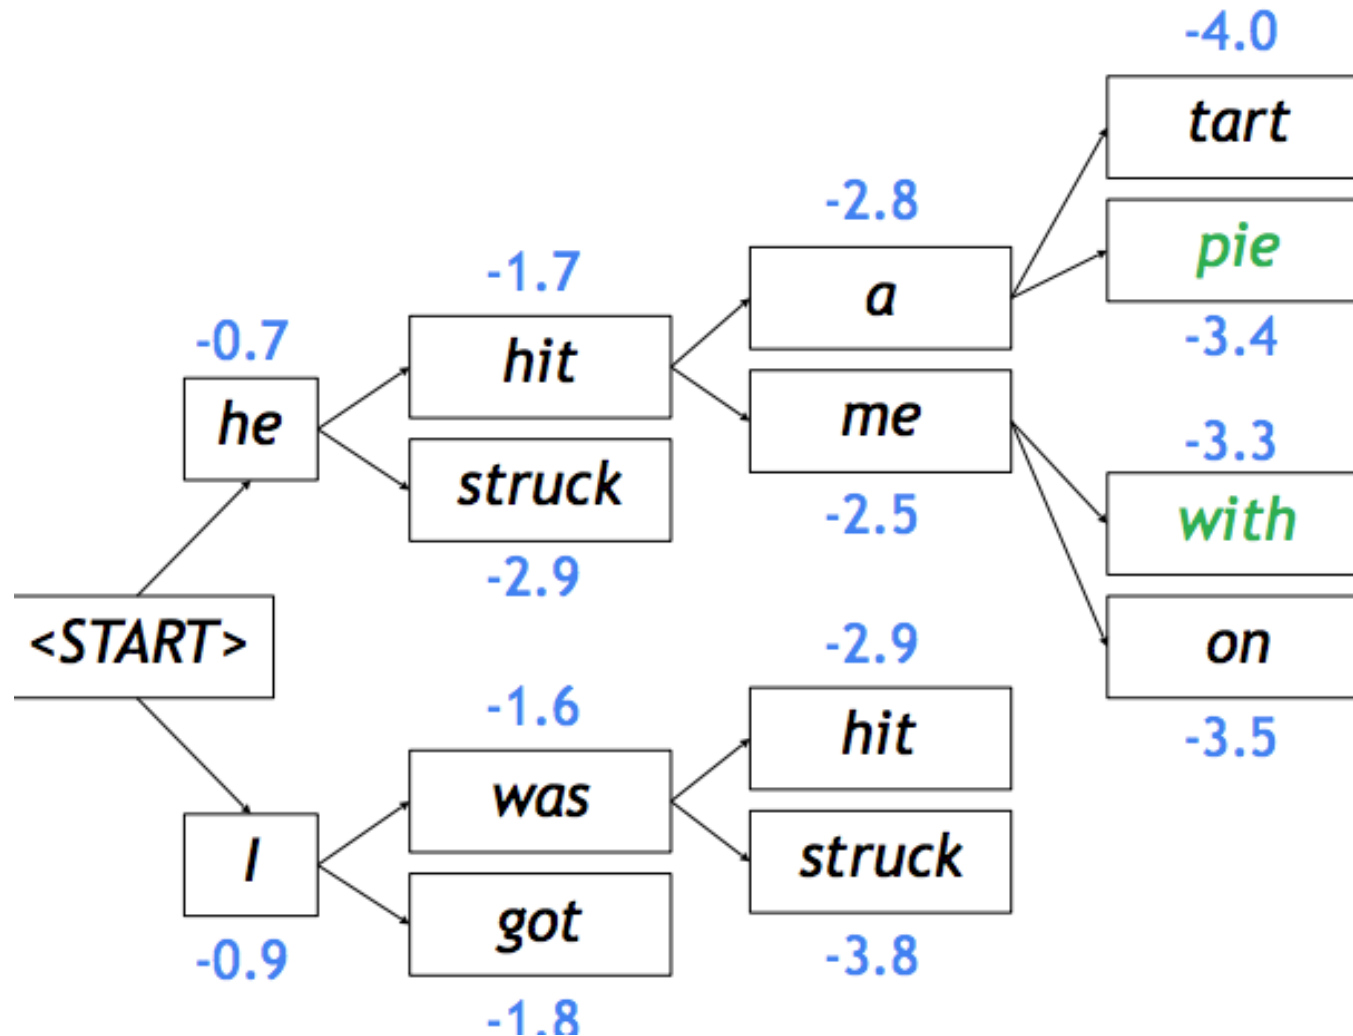 -4.0
tart
-2.8
pie
-1.7
a
-3.4
-0.7
hit
me
-3.3
he
struck
-2.5
with
-2.9
<START>
-2.9
on
-1.6
hit
-3.5
was
I
struck
got
-0.9
-3.8
-1.8